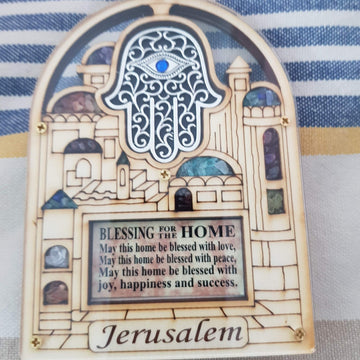 BLESSING FOR THE HOME
May this home be blessed with love,
May this home be blessed with peace,
May this home be blessed with
joy, happiness and success.
Jerusalem